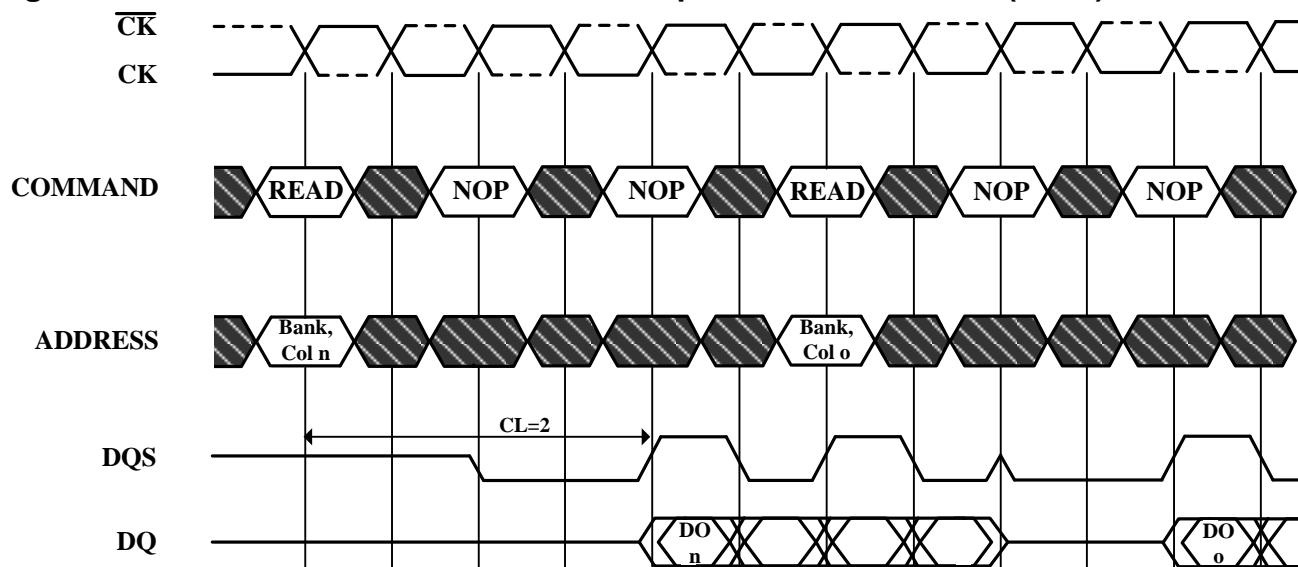 CK
CK
COMMAND
READ NOP NOP READ NOP NOP
ADDRESS
Bank,
Col n
Bank,
Col o
CL=2
DQS
DQ
DO
n
DO
o